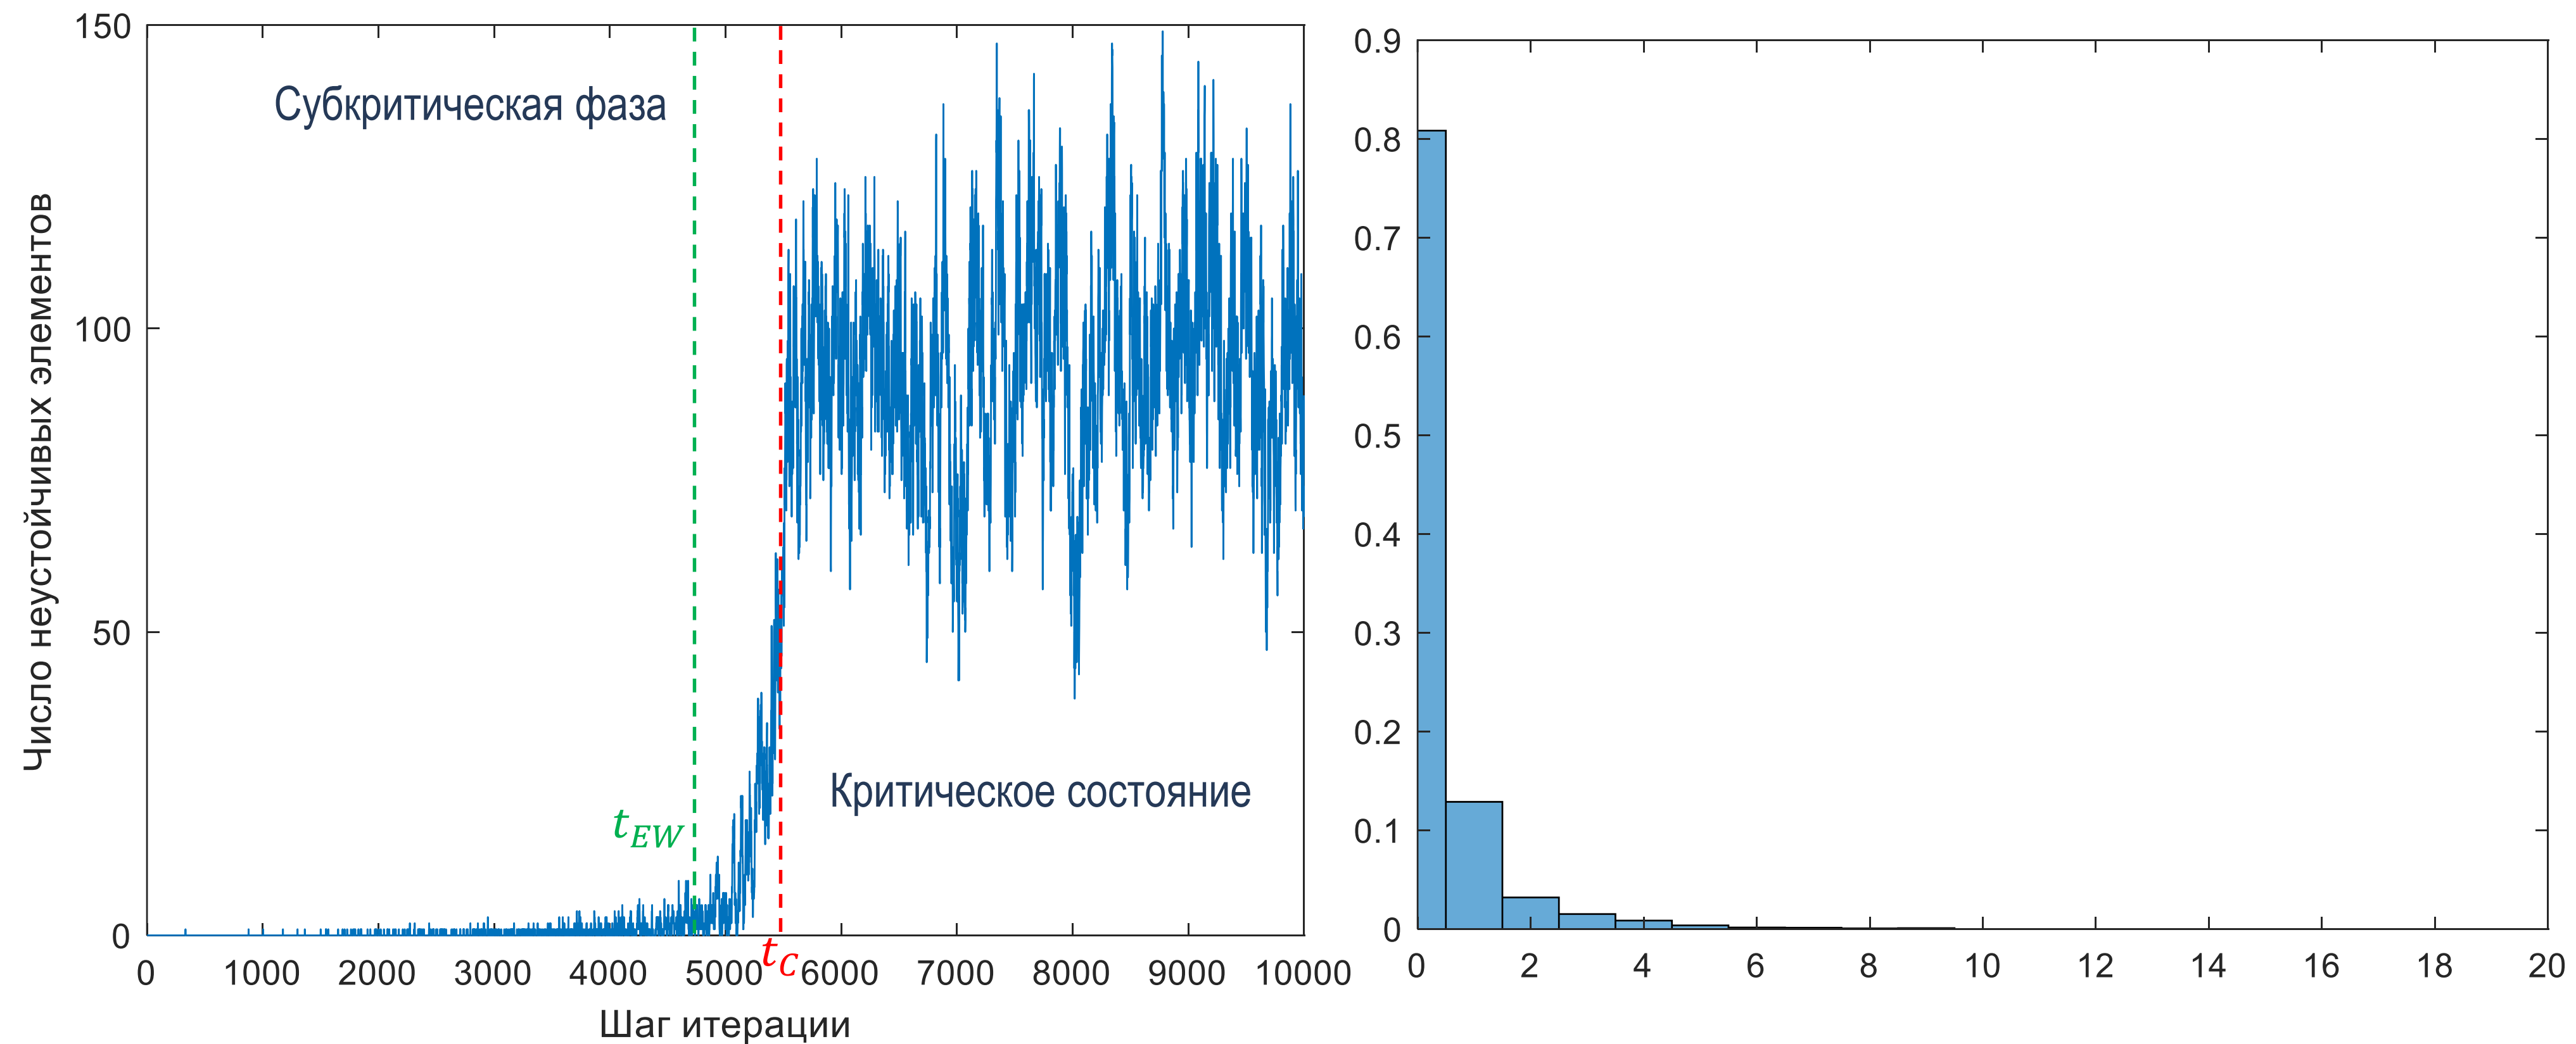 150
100
50
0
Число неустойчивых элементов
Субкритическая фаза
Критическое состояние
t_EW
t_C
0 1000 2000 3000 4000 5000 6000 7000 8000 9000 10000
Шаг итерации
0.9
0.8
0.7
0.6
0.5
0.4
0.3
0.2
0.1
0
0 2 4 6 8 10 12 14 16 18 20